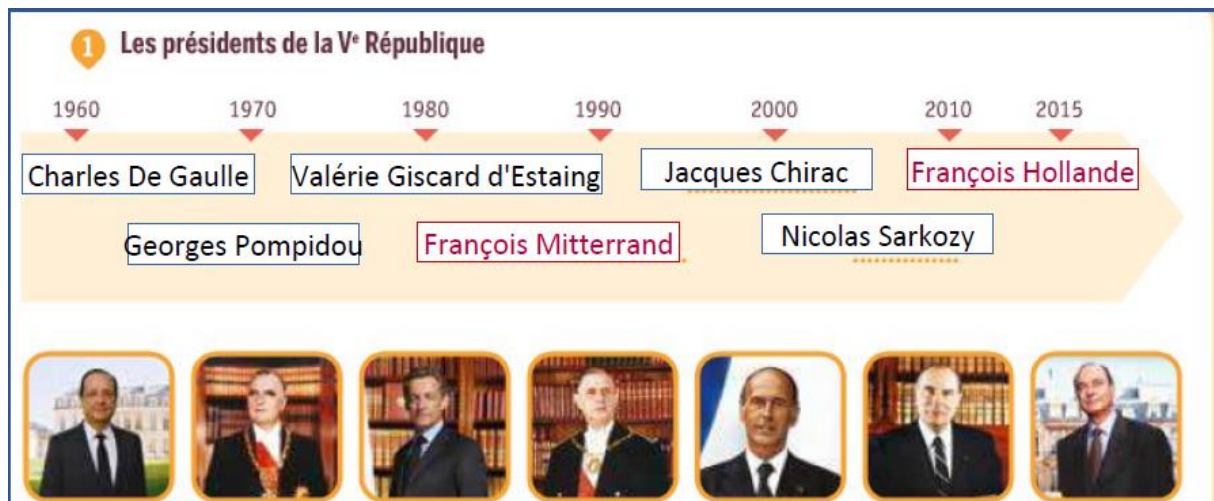 1 Les présidents de la Vᵉ République
1960 1970 1980 1990 2000 2010 2015
Charles De Gaulle Valérie Giscard d'Estaing Jacques Chirac François Hollande
Georges Pompidou François Mitterrand Nicolas Sarkozy